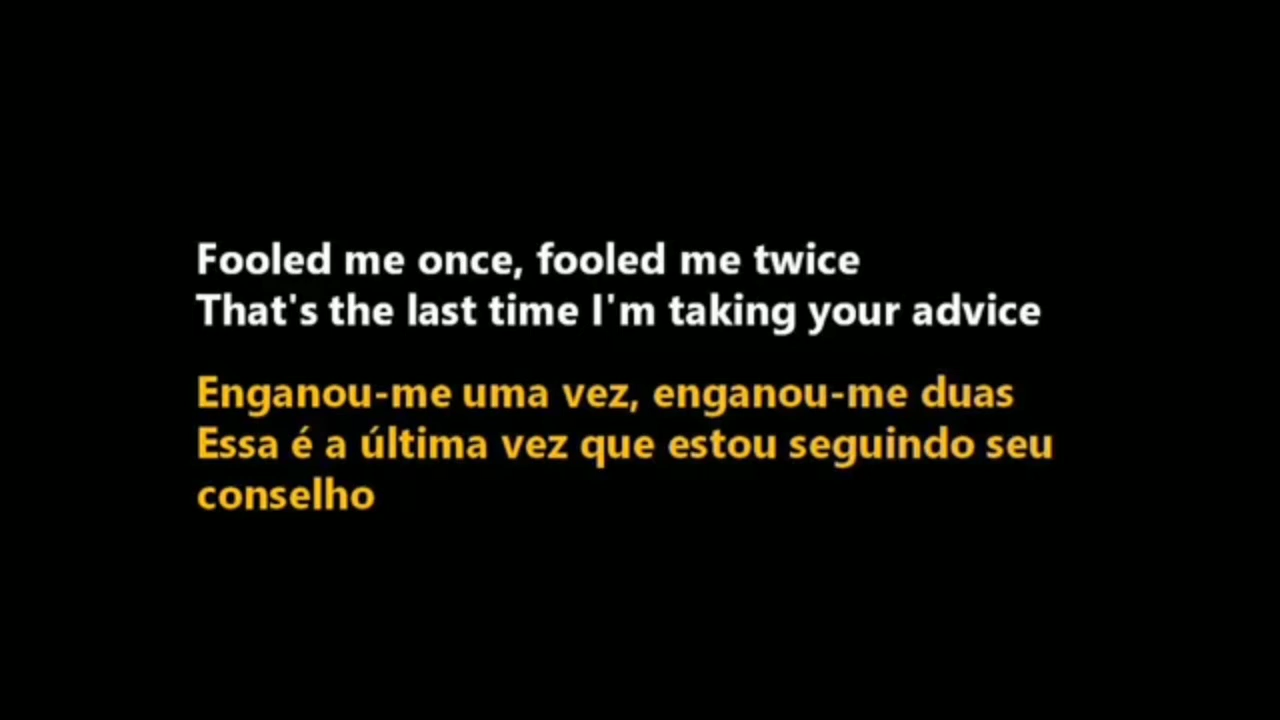 Fooled me once, fooled me twice
That's the last time I'm taking your advice
Enganou-me uma vez, enganou-me duas
Essa é a última vez que estou seguindo seu
conselho